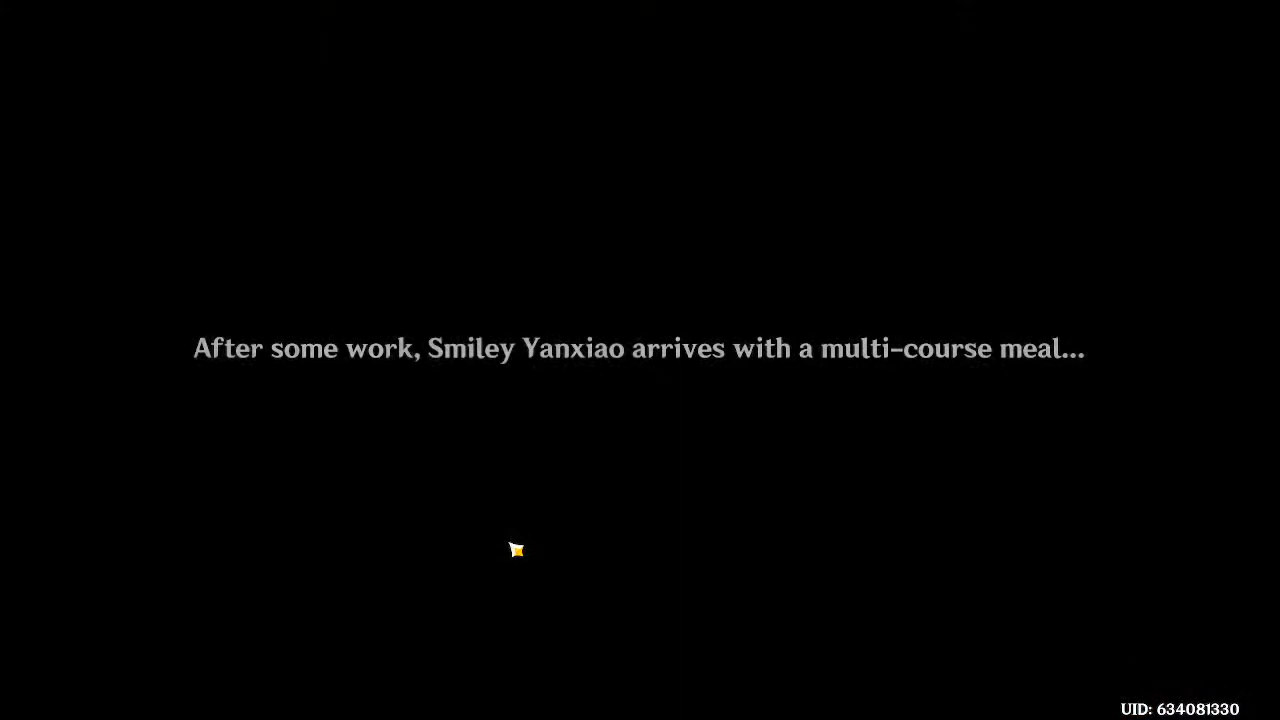 After some work, Smiley Yanxiao arrives with a multi-course meal...
UID: 634081330